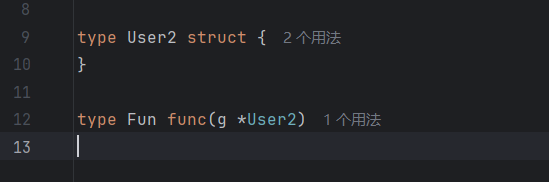 8
9 type User2 struct { 2 个用法
10 }
11
12 type Fun func(g *User2) 1 个用法
13